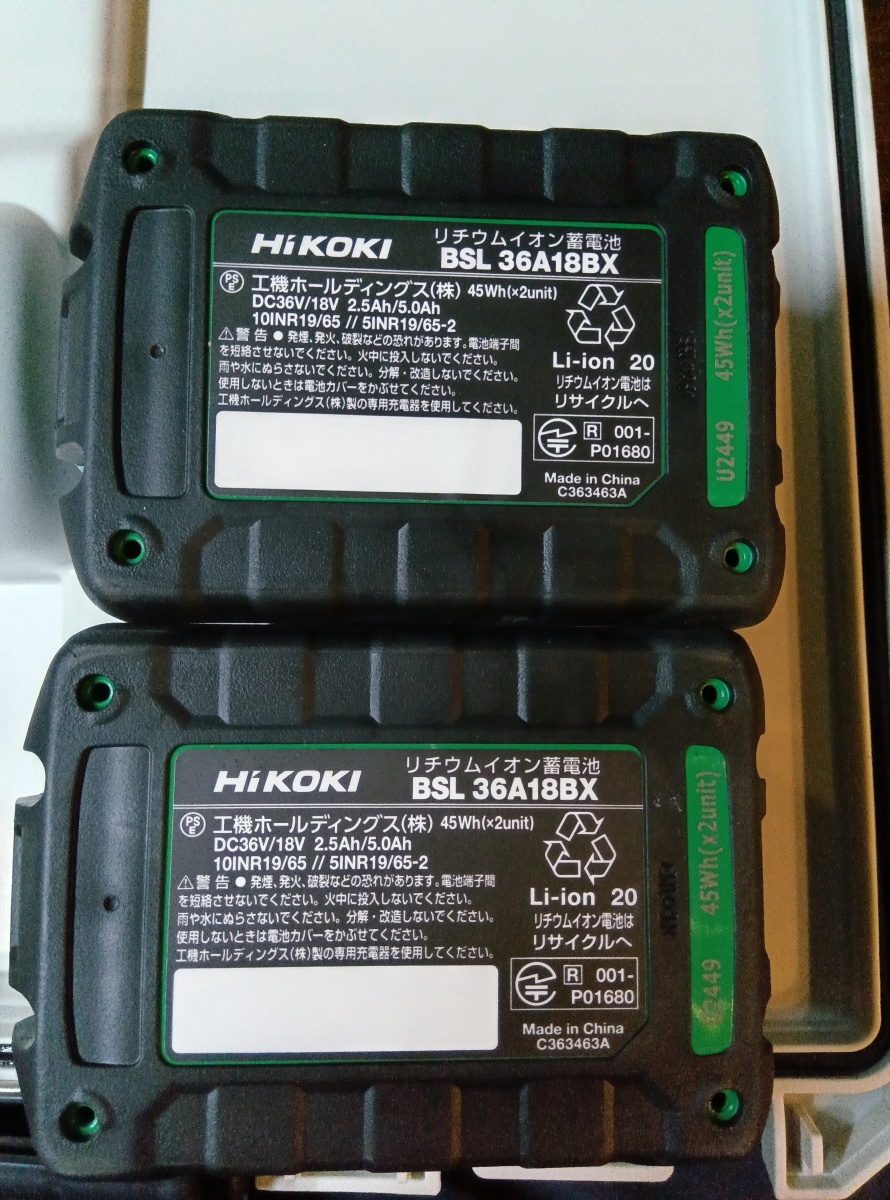 HiKOKI
リチウムイオン蓄電池
BSL 36A18BX
PS E 工機ホールディングス(株) 45Wh(×2unit)
DC36V/18V 2.5Ah/5.0Ah
10INR19/65 // 5INR19/65-2
⚠警告 ● 発煙、発火、破裂などの恐れがあります。電池端子間
を短絡させないでください。火中に投入しないでください。
雨や水にぬらさないでください。分解・改造しないでください。
使用しないときは電池カバーをかぶせてください。
工機ホールディングス(株)製の専用充電器を使用してください。
Li-ion 20
リチウムイオン電池は
リサイクルへ
R 001-
P01680
Made in China
C363463A
U2449 45Wh(x2unit)
HiKOKI
リチウムイオン蓄電池
BSL 36A18BX
PS E 工機ホールディングス(株) 45Wh(×2unit)
DC36V/18V 2.5Ah/5.0Ah
10INR19/65 // 5INR19/65-2
⚠警告 ● 発煙、発火、破裂などの恐れがあります。電池端子間
を短絡させないでください。火中に投入しないでください。
雨や水にぬらさないでください。分解・改造しないでください。
使用しないときは電池カバーをかぶせてください。
工機ホールディングス(株)製の専用充電器を使用してください。
Li-ion 20
リチウムイオン電池は
リサイクルへ
R 001-
P01680
Made in China
C363463A
U2449 45Wh(x2unit)